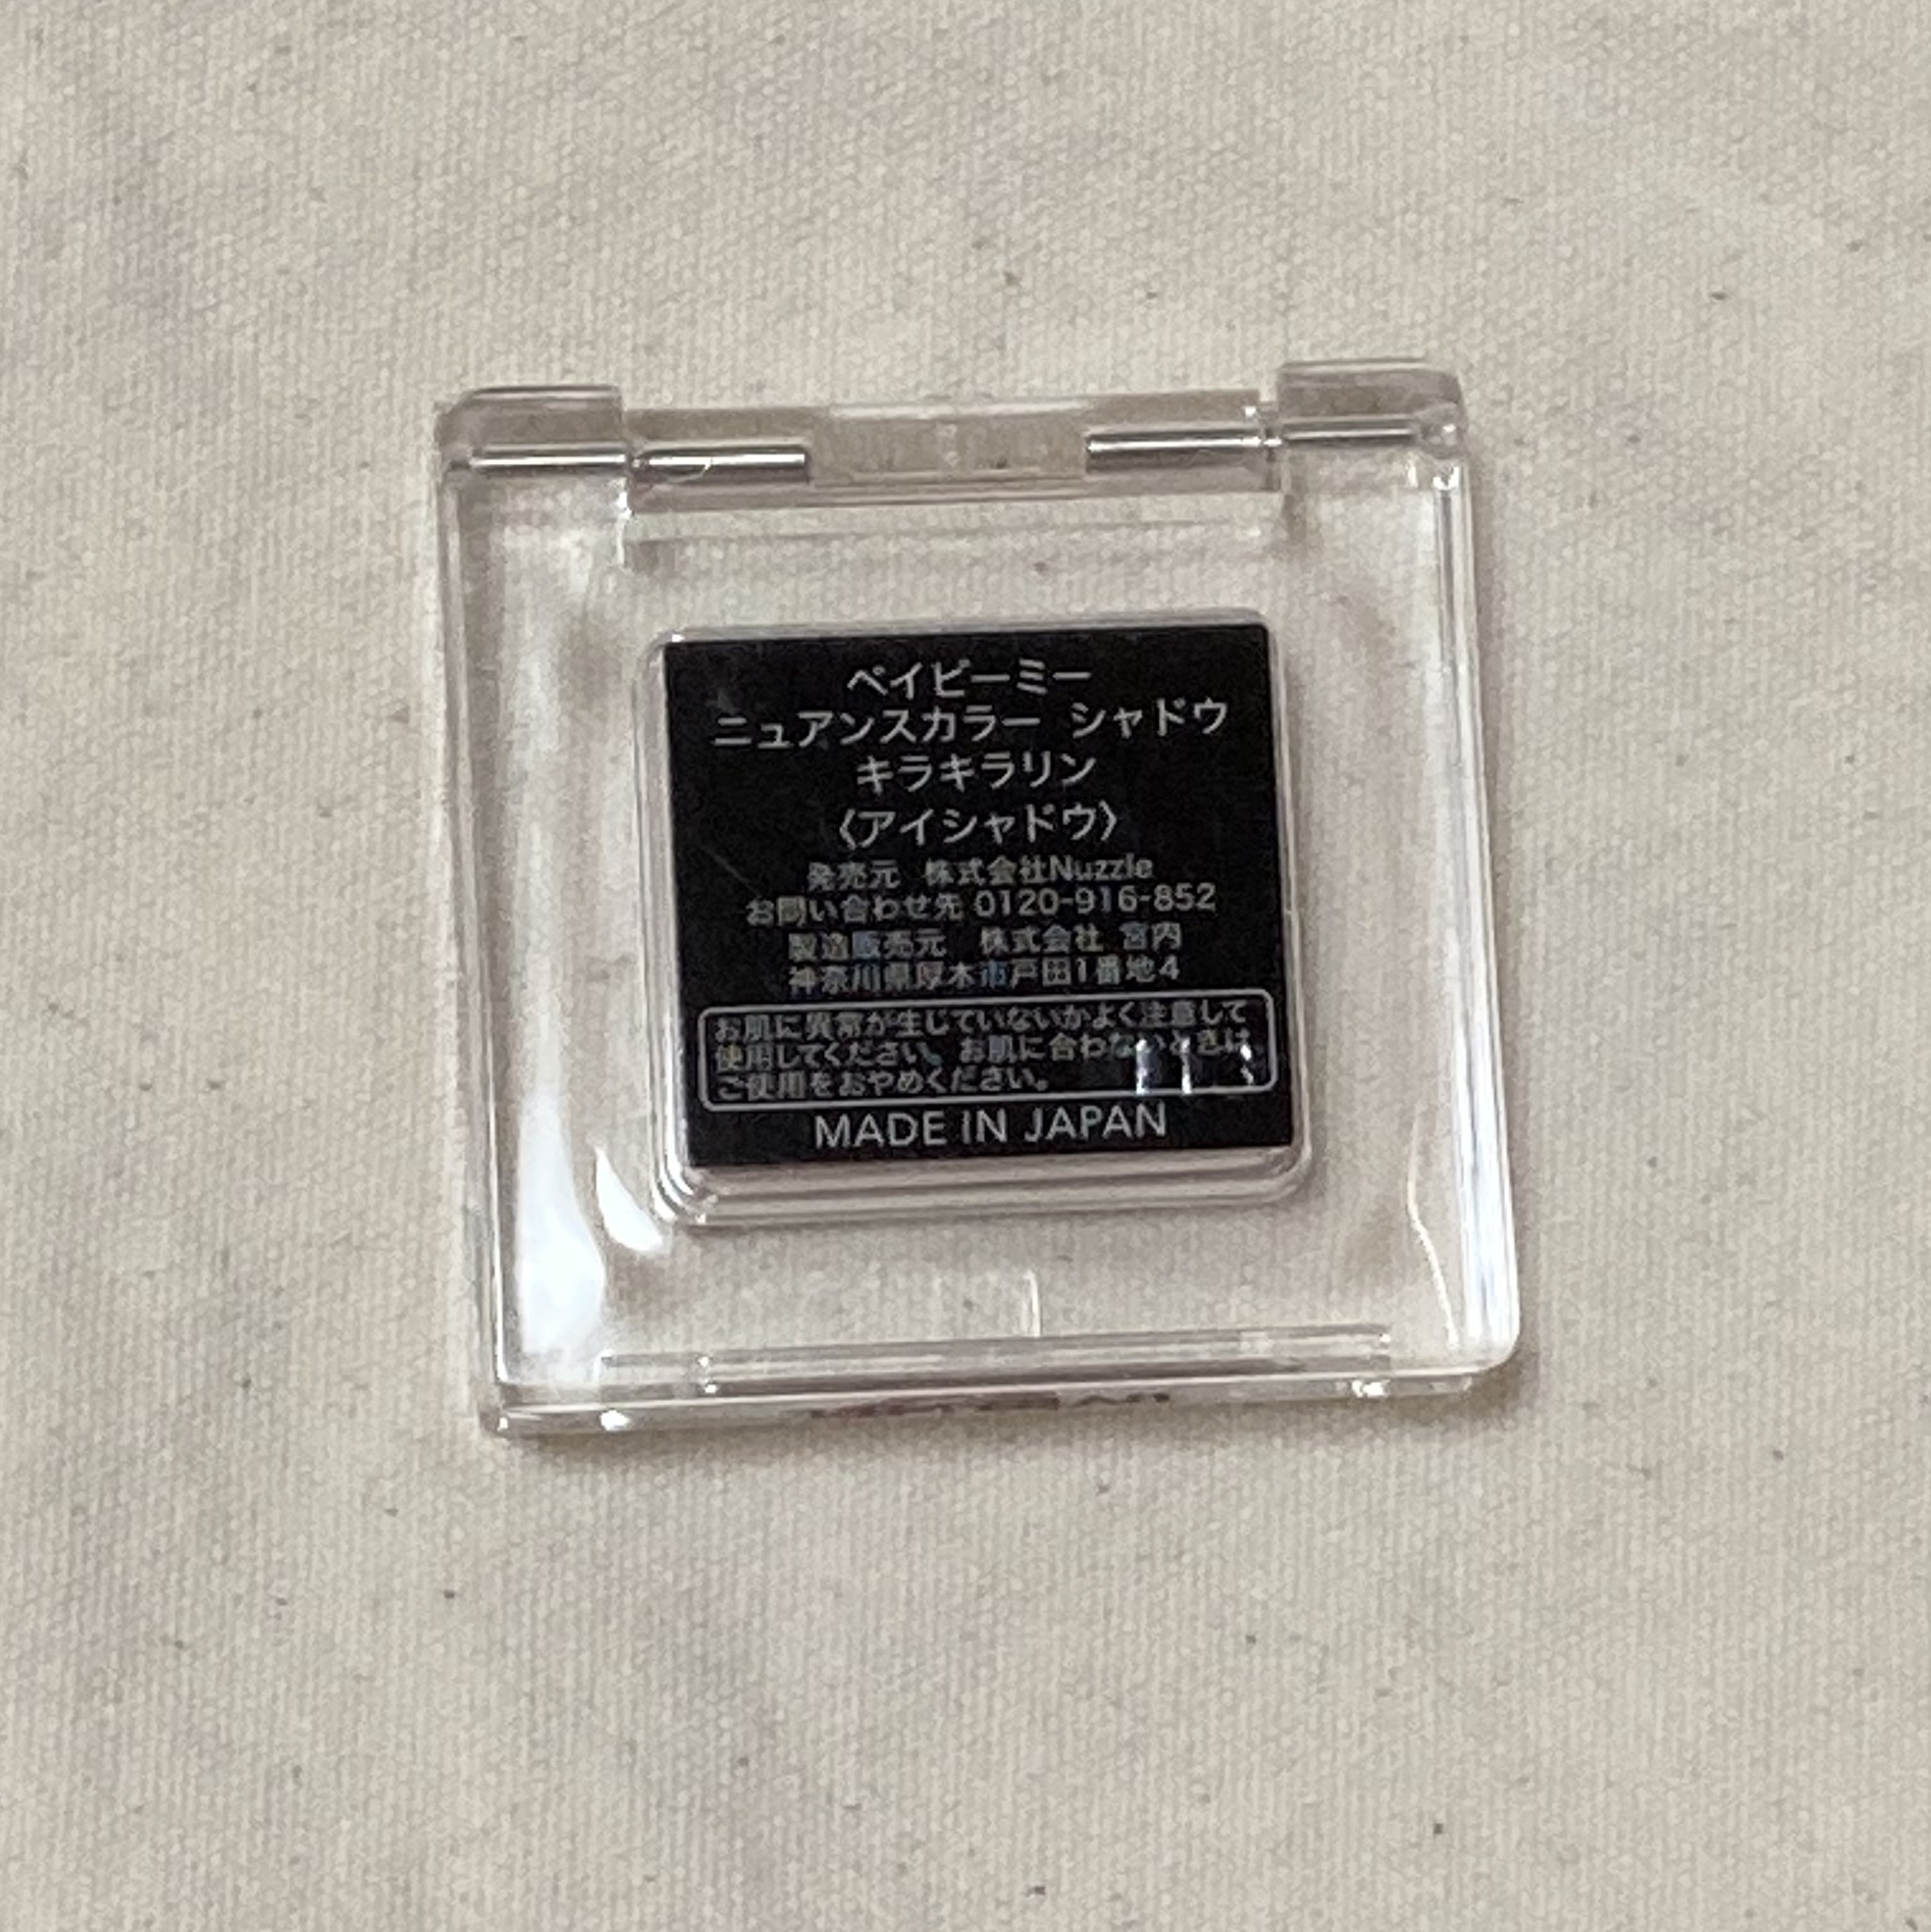 ベイビーミー
ニュアンスカラー シャドウ
キラキラリン
〈アイシャドウ〉
発売元 株式会社Nuzzle
お問い合わせ先 0120-916-852
製造販売元 株式会社 宮内
神奈川県厚木市戸田1番地4
お肌に異常が生じていないかよく注意して
使用してください。お肌に合わないときは、
ご使用をおやめください。
MADE IN JAPAN